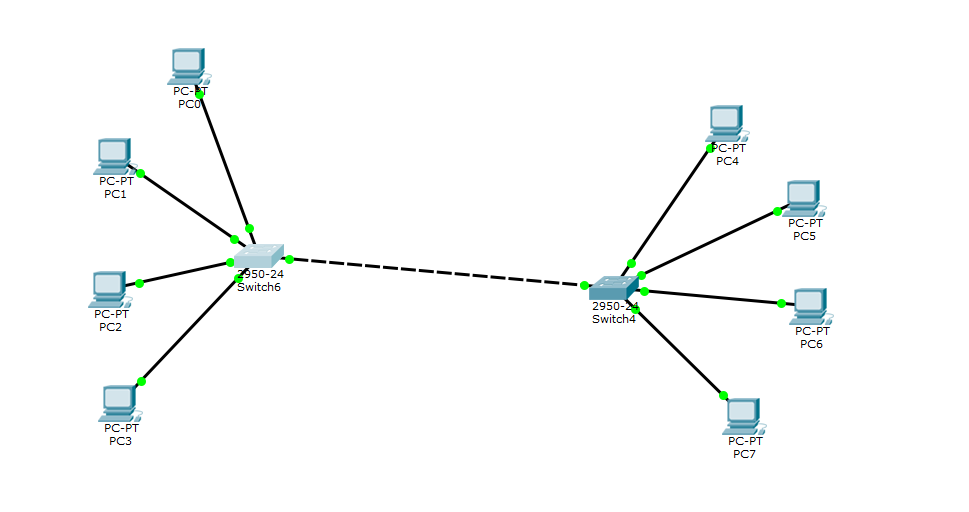 PC-PT
PC0
PC-PT
PC1
2950-24
Switch6
PC-PT
PC2
PC-PT
PC3
PC-PT
PC4
PC-PT
PC5
2950-24
Switch4
PC-PT
PC6
PC-PT
PC7